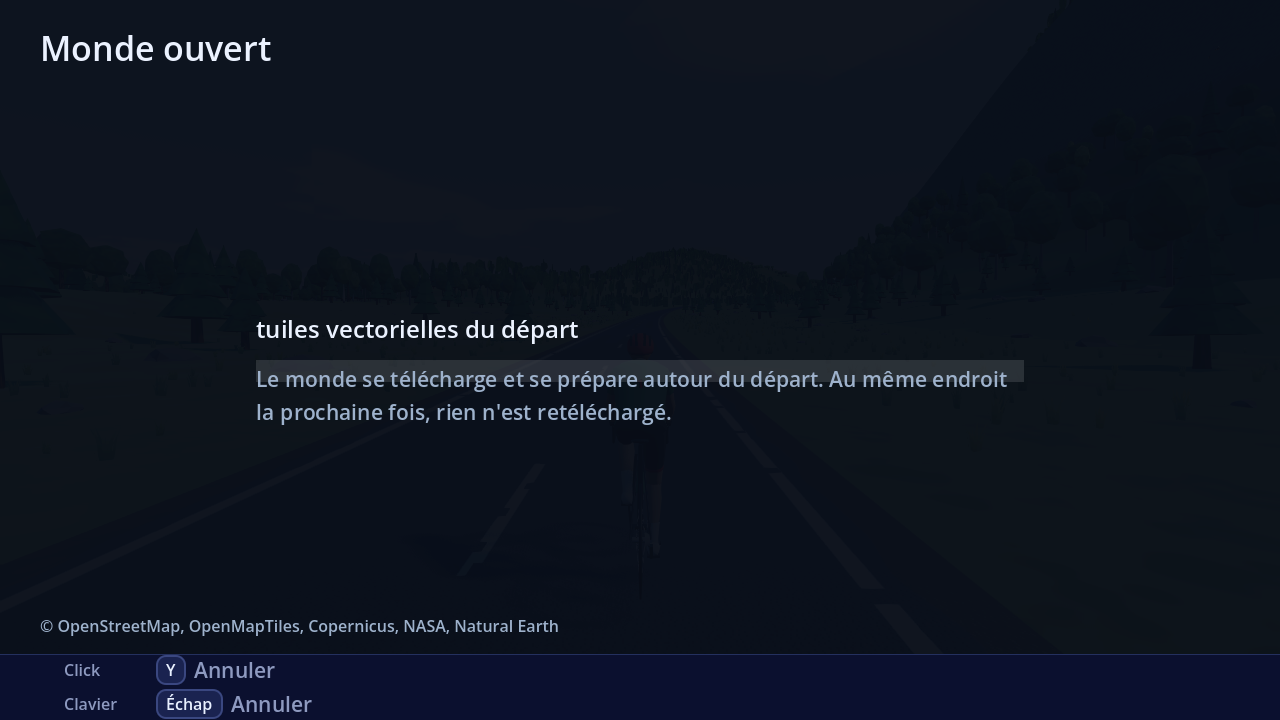 Monde ouvert
tuiles vectorielles du départ
Le monde se télécharge et se prépare autour du départ. Au même endroit
la prochaine fois, rien n'est retéléchargé.
© OpenStreetMap, OpenMapTiles, Copernicus, NASA, Natural Earth
Click Y Annuler
Clavier Échap Annuler